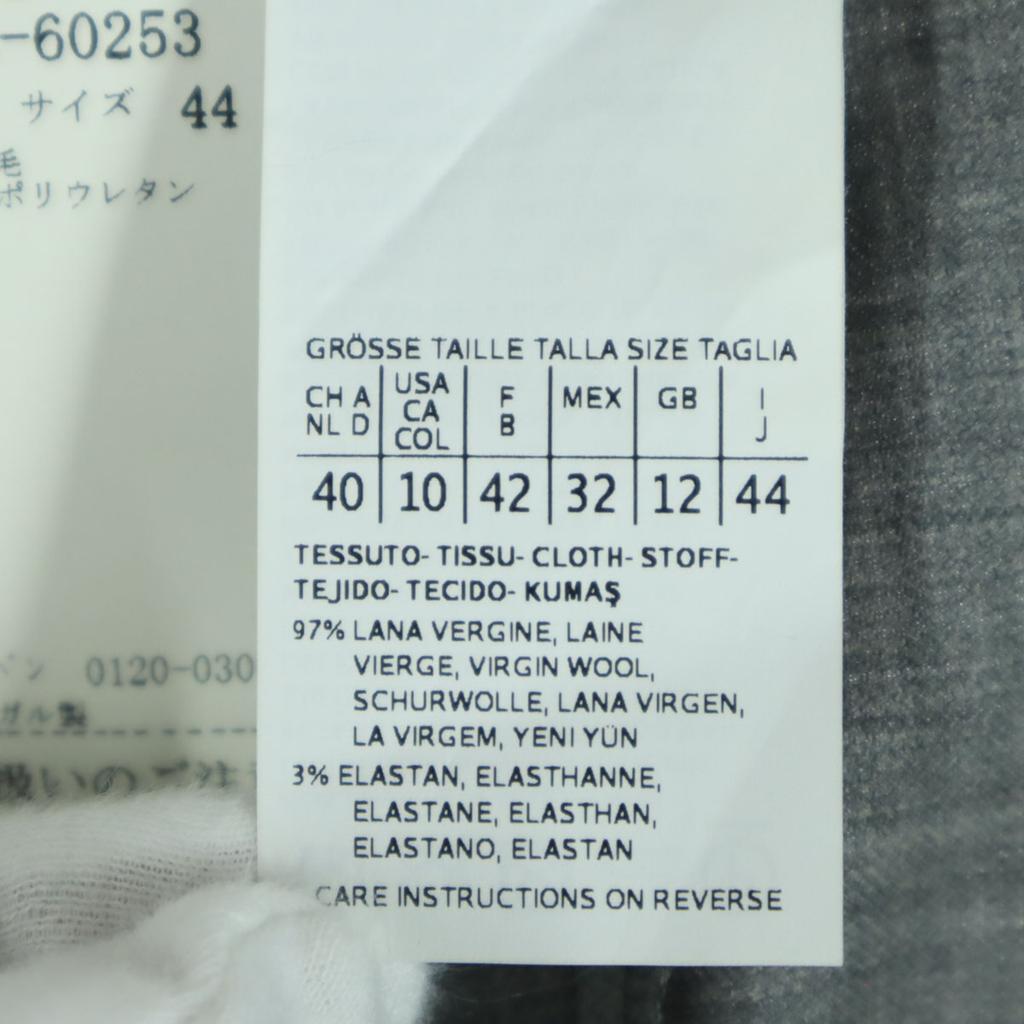 -60253
サイズ 44
毛
ポリウレタン
0120-030
GRÖSSE TAILLE TALLA SIZE TAGLIA
CH A NL D USA CA COL F B MEX GB I J
40 10 42 32 12 44
TESSUTO- TISSU- CLOTH- STOFF-
TEJIDO- TECIDO- KUMAŞ
97% LANA VERGINE, LAINE
VIERGE, VIRGIN WOOL,
SCHURWOLLE, LANA VIRGEN,
LA VIRGEM, YENI YÜN
3% ELASTAN, ELASTHANNE,
ELASTANE, ELASTHAN,
ELASTANO, ELASTAN
CARE INSTRUCTIONS ON REVERSE